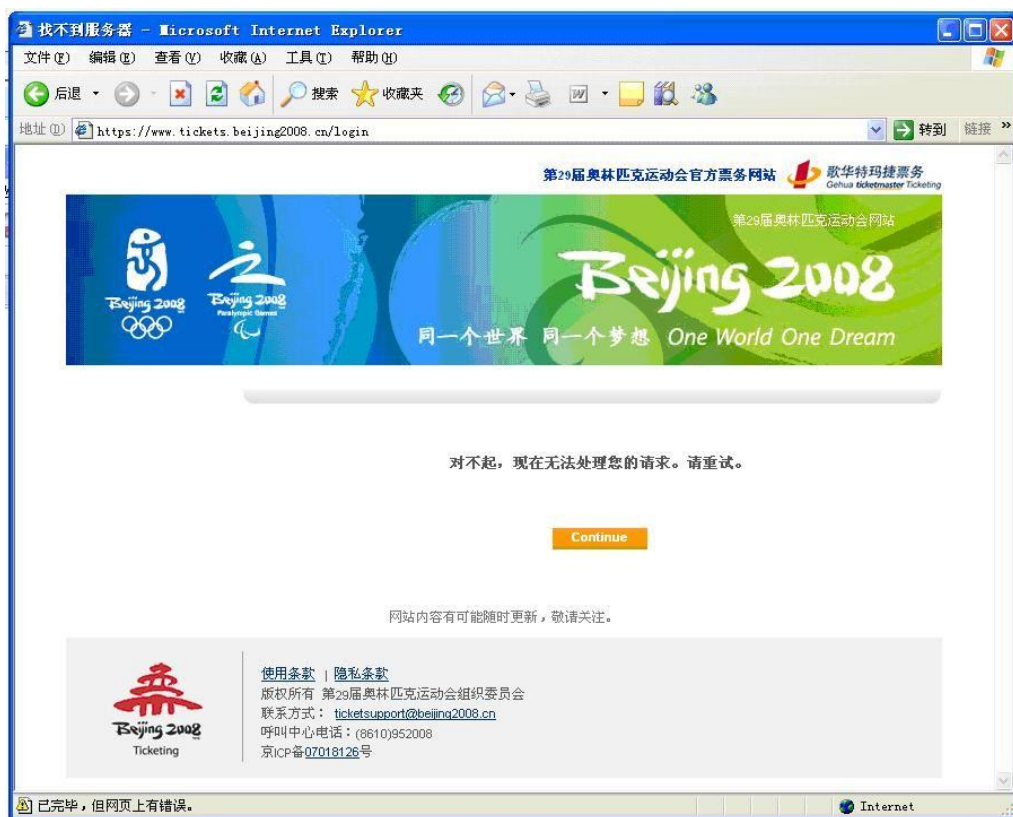 找不到服务器 - Microsoft Internet Explorer
文件(F) 编辑(E) 查看(V) 收藏(A) 工具(T) 帮助(H)
后退 搜索 收藏夹
地址(D) https://www.tickets.beijing2008.cn/login 转到 链接 »
第29届奥林匹克运动会官方票务网站 歌华特玛捷票务
Gehua ticketmaster Ticketing
第29届奥林匹克运动会网站
Beijing 2008
Beijing 2008
Beijing 2008
Paralympic Games
同一个世界 同一个梦想 One World One Dream
对不起，现在无法处理您的请求。请重试。
Continue
网站内容有可能随时更新，敬请关注。
使用条款 | 隐私条款
版权所有 第29届奥林匹克运动会组织委员会
联系方式： ticketsupport@beijing2008.cn
呼叫中心电话：(8610)952008
京ICP备07018126号
Beijing 2008
Ticketing
已完毕，但网页上有错误。 Internet